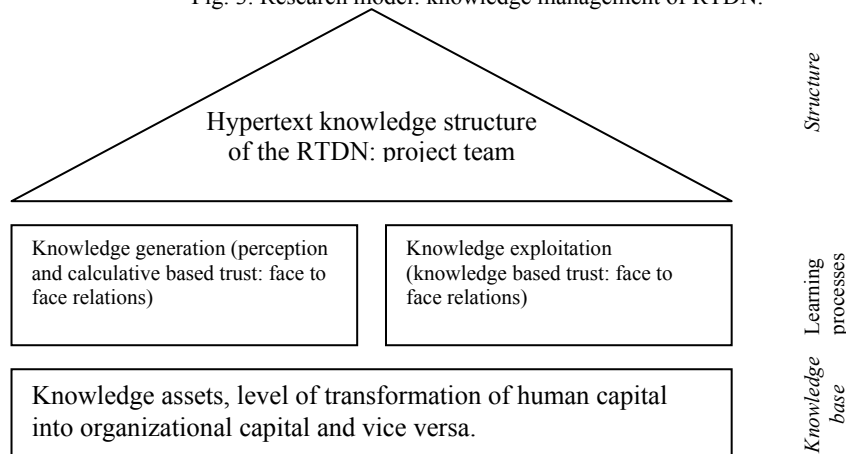 Fig. 3. Research model: knowledge management of RTDN.
Hypertext knowledge structure
of the RTDN: project team
Structure
Knowledge generation (perception
and calculative based trust: face to
face relations)
Knowledge exploitation
(knowledge based trust: face to
face relations)
Learning
processes
Knowledge assets, level of transformation of human capital
into organizational capital and vice versa.
Knowledge
base